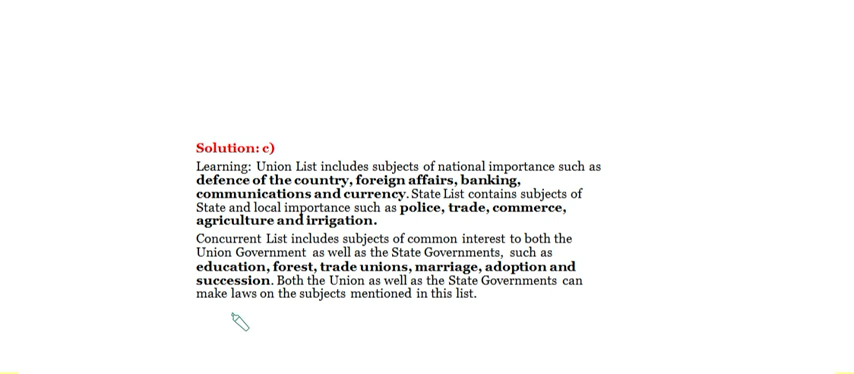 Solution: c)
Learning: Union List includes subjects of national importance such as
defence of the country, foreign affairs, banking,
communications and currency. State List contains subjects of
State and local importance such as police, trade, commerce,
agriculture and irrigation.
Concurrent List includes subjects of common interest to both the
Union Government as well as the State Governments, such as
education, forest, trade unions, marriage, adoption and
succession. Both the Union as well as the State Governments can
make laws on the subjects mentioned in this list.